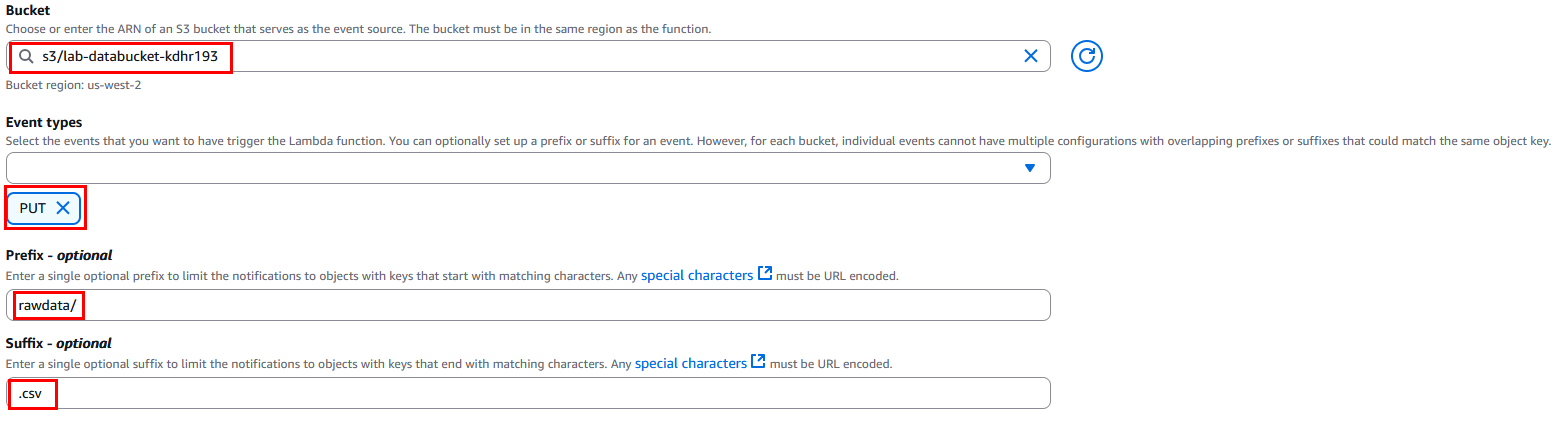 Bucket
Choose or enter the ARN of an S3 bucket that serves as the event source. The bucket must be in the same region as the function.
s3/lab-databucket-kdhr193
Bucket region: us-west-2
Event types
Select the events that you want to have trigger the Lambda function. You can optionally set up a prefix or suffix for an event. However, for each bucket, individual events cannot have multiple configurations with overlapping prefixes or suffixes that could match the same object key.
PUT
Prefix - optional
Enter a single optional prefix to limit the notifications to objects with keys that start with matching characters. Any special characters must be URL encoded.
rawdata/
Suffix - optional
Enter a single optional suffix to limit the notifications to objects with keys that end with matching characters. Any special characters must be URL encoded.
.csv